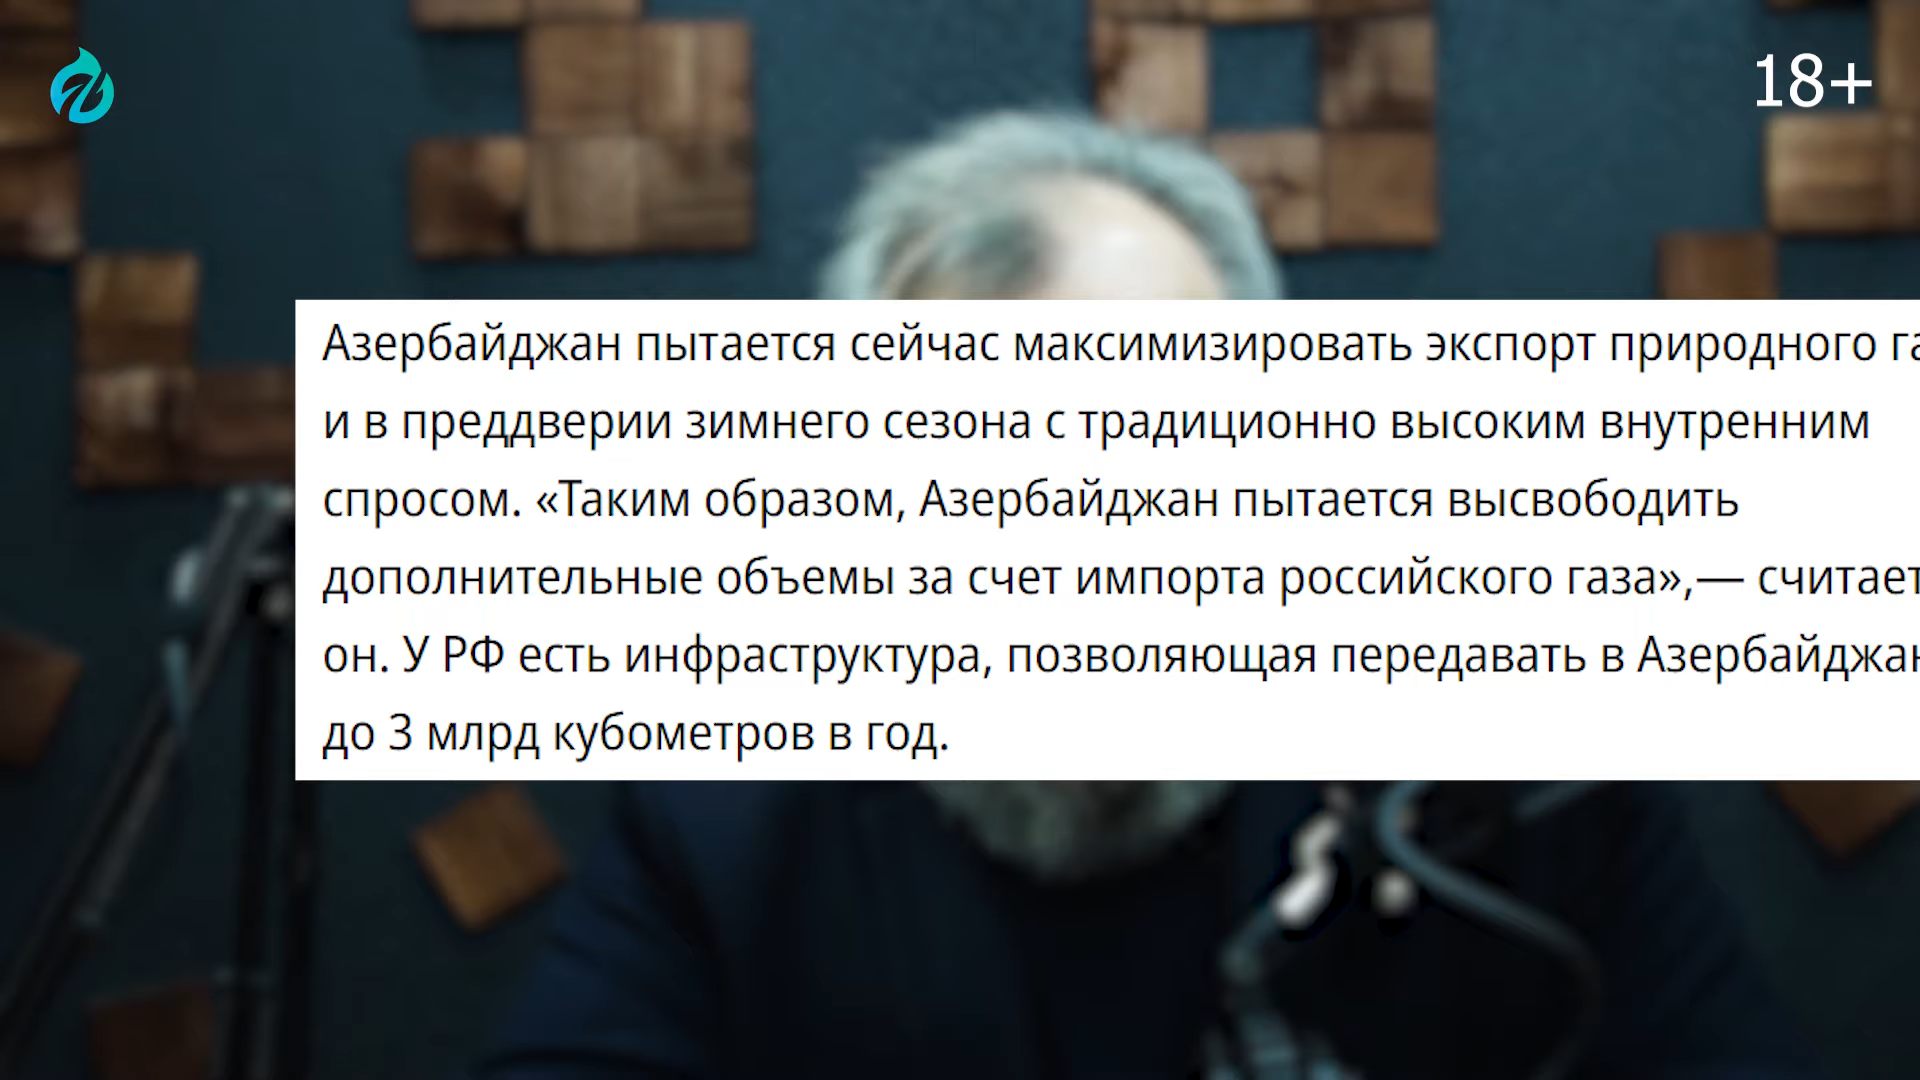 18+
Азербайджан пытается сейчас максимизировать экспорт природного га
и в преддверии зимнего сезона с традиционно высоким внутренним
спросом. «Таким образом, Азербайджан пытается высвободить
дополнительные объемы за счет импорта российского газа»,— считает
он. У РФ есть инфраструктура, позволяющая передавать в Азербайджан
до 3 млрд кубометров в год.